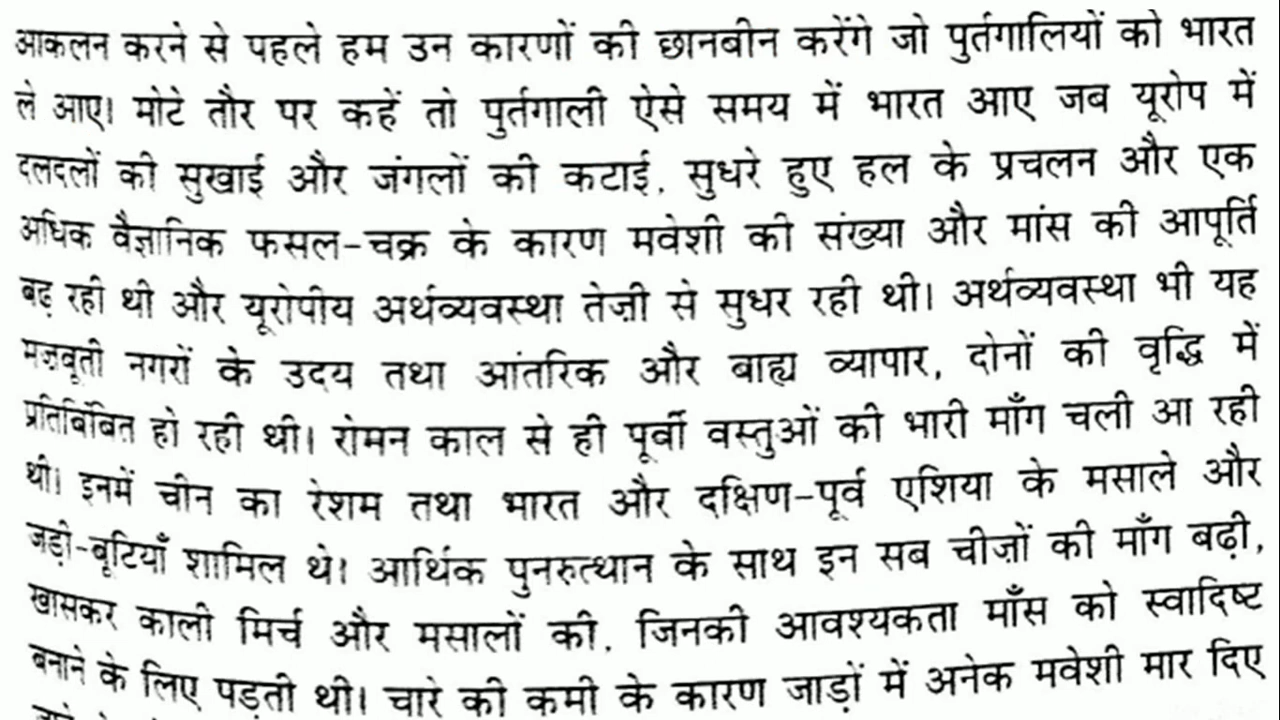 आकलन करने से पहले हम उन कारणों की छानबीन करेंगे जो पुर्तगालियों को भारत
ले आए। मोटे तौर पर कहें तो पुर्तगाली ऐसे समय में भारत आए जब यूरोप में
दलदलों की सुखाई और जंगलों की कटाई, सुधरे हुए हल के प्रचलन और एक
अधिक वैज्ञानिक फसल-चक्र के कारण मवेशी की संख्या और मांस की आपूर्ति
बढ़ रही थी और यूरोपीय अर्थव्यवस्था तेज़ी से सुधर रही थी। अर्थव्यवस्था भी यह
मज़बूती नगरों के उदय तथा आंतरिक और बाह्य व्यापार, दोनों की वृद्धि में
प्रतिबिंबित हो रही थी। रोमन काल से ही पूर्वी वस्तुओं की भारी माँग चली आ रही
थी। इनमें चीन का रेशम तथा भारत और दक्षिण-पूर्व एशिया के मसाले और
जड़ी-बूटियाँ शामिल थे। आर्थिक पुनरुत्थान के साथ इन सब चीज़ों की माँग बढ़ी,
खासकर काली मिर्च और मसालों की, जिनकी आवश्यकता माँस को स्वादिष्ट
बनाने के लिए पड़ती थी। चारे की कमी के कारण जाड़ों में अनेक मवेशी मार दिए